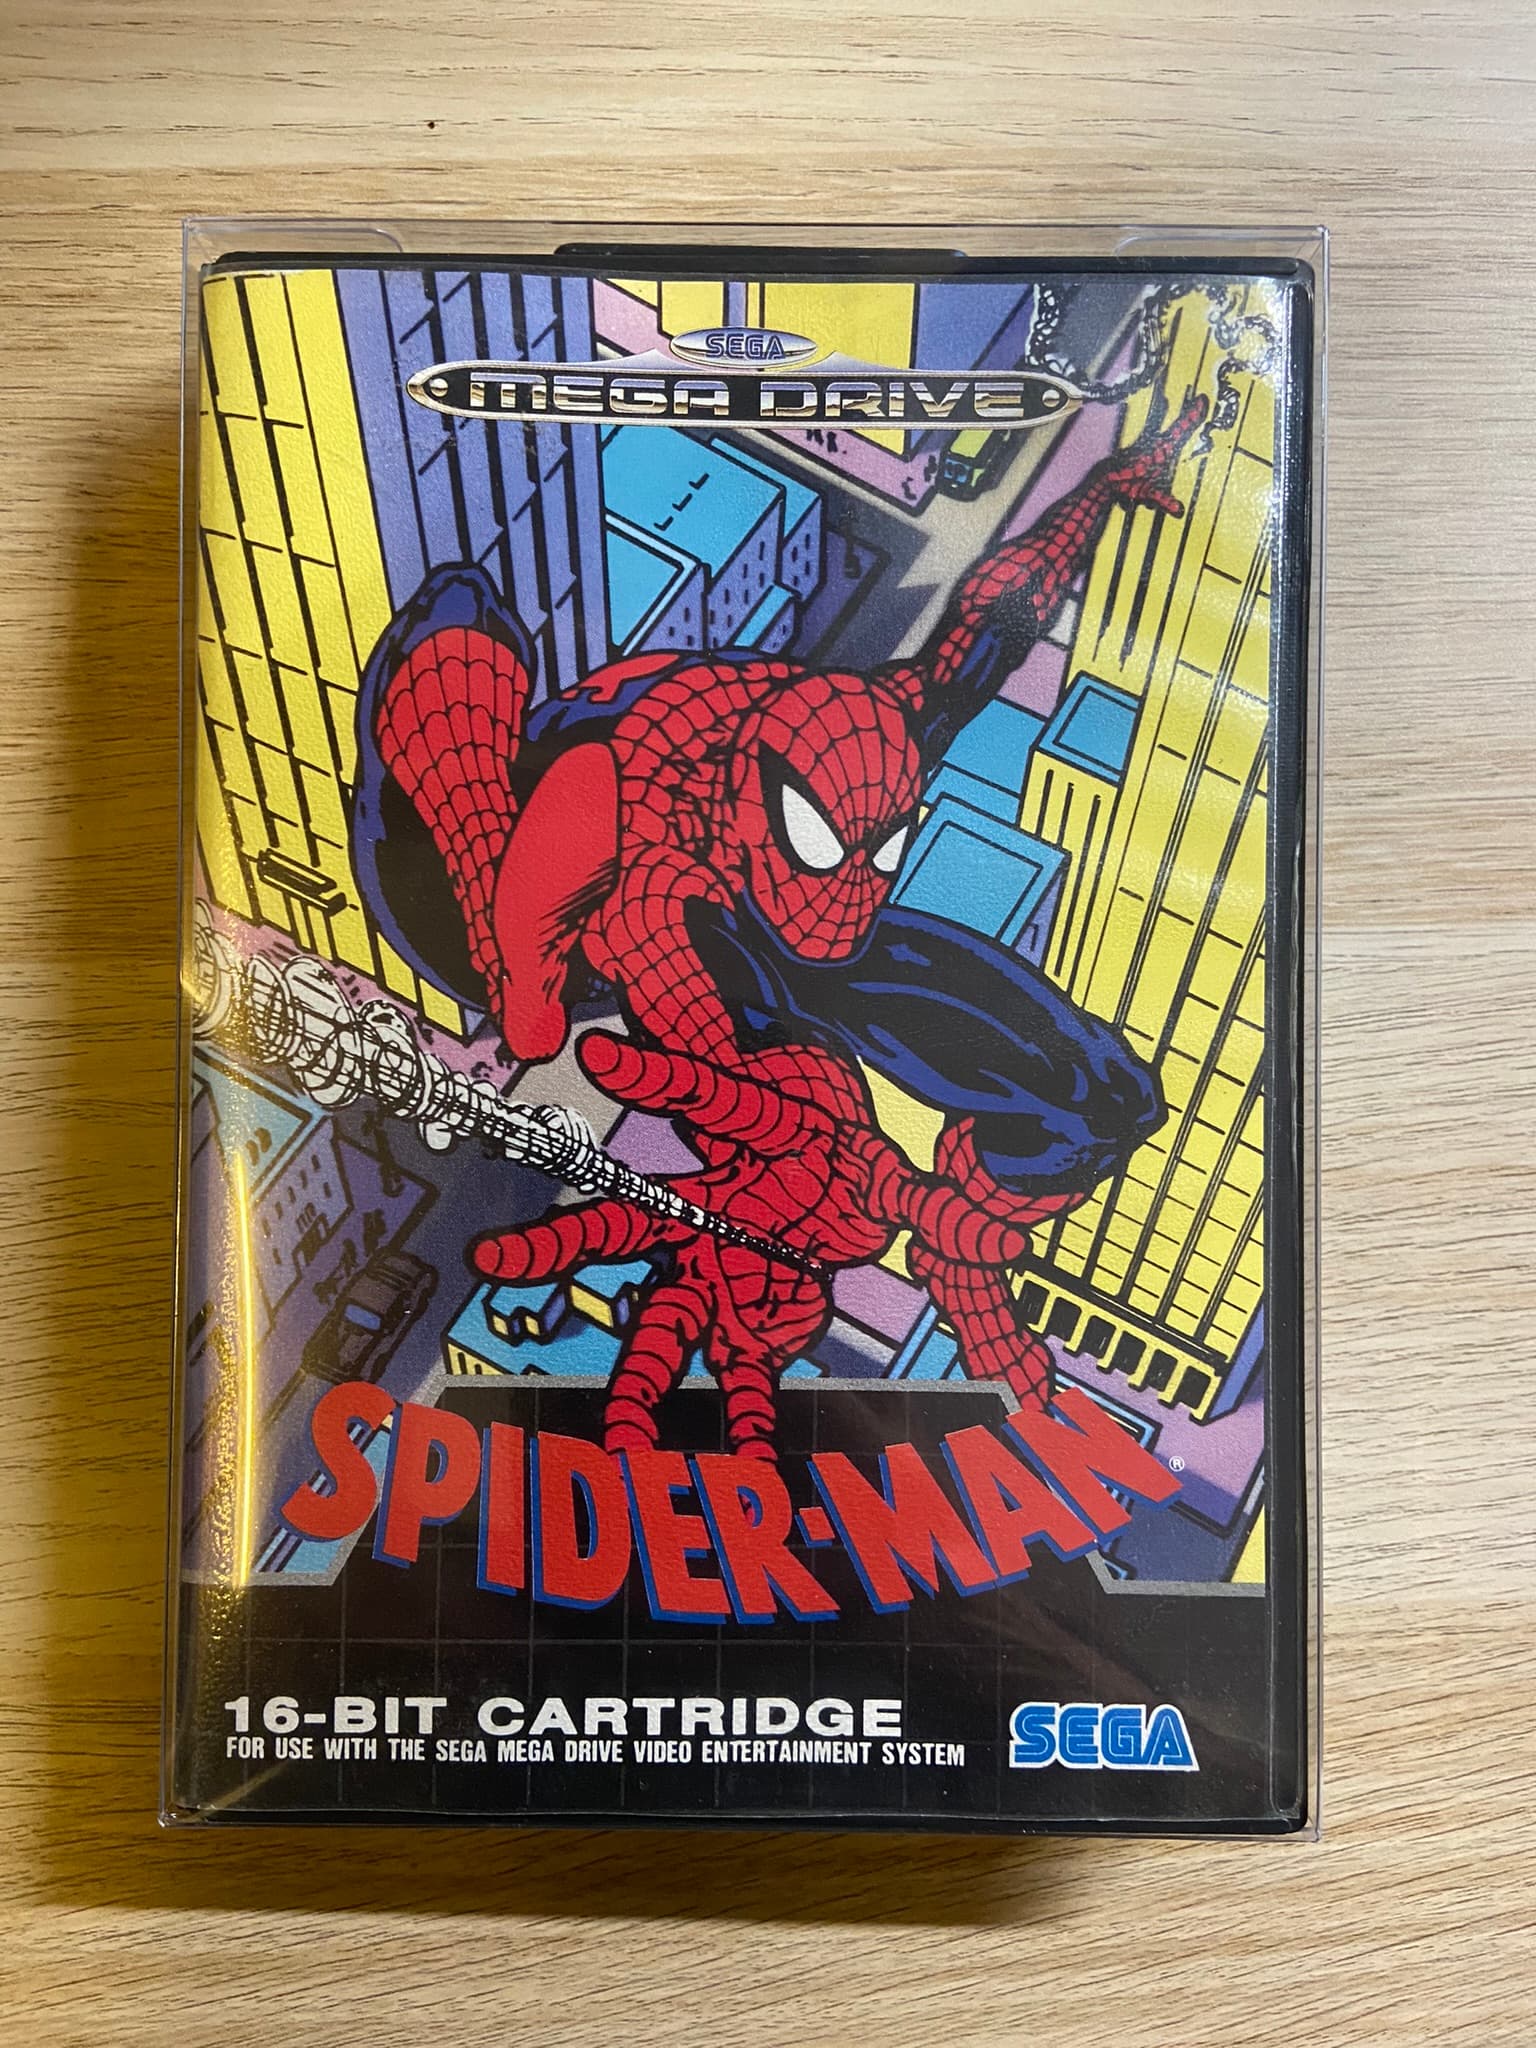 SEGA
MEGA DRIVE
SPIDER-MAN ®
16-BIT CARTRIDGE
FOR USE WITH THE SEGA MEGA DRIVE VIDEO ENTERTAINMENT SYSTEM
SEGA